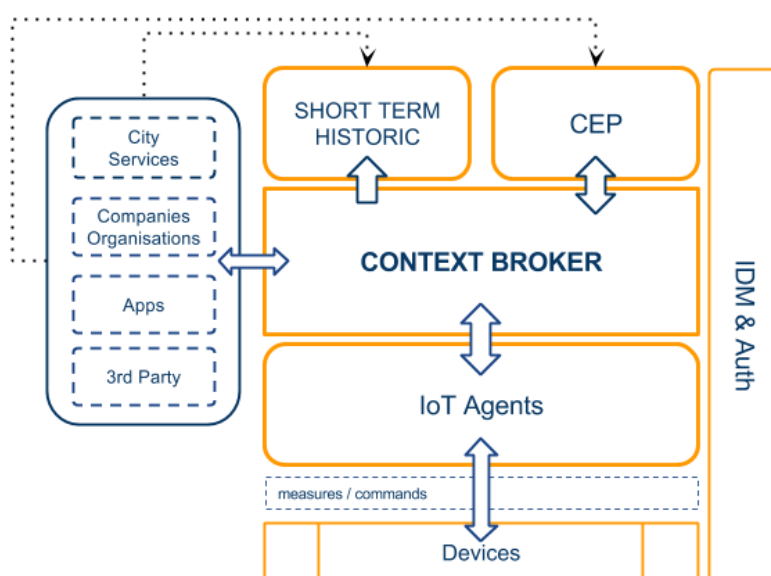 SHORT TERM
HISTORIC
CEP
City
Services
Companies
Organisations
Apps
3rd Party
CONTEXT BROKER
IoT Agents
measures / commands
Devices
IDM & Auth